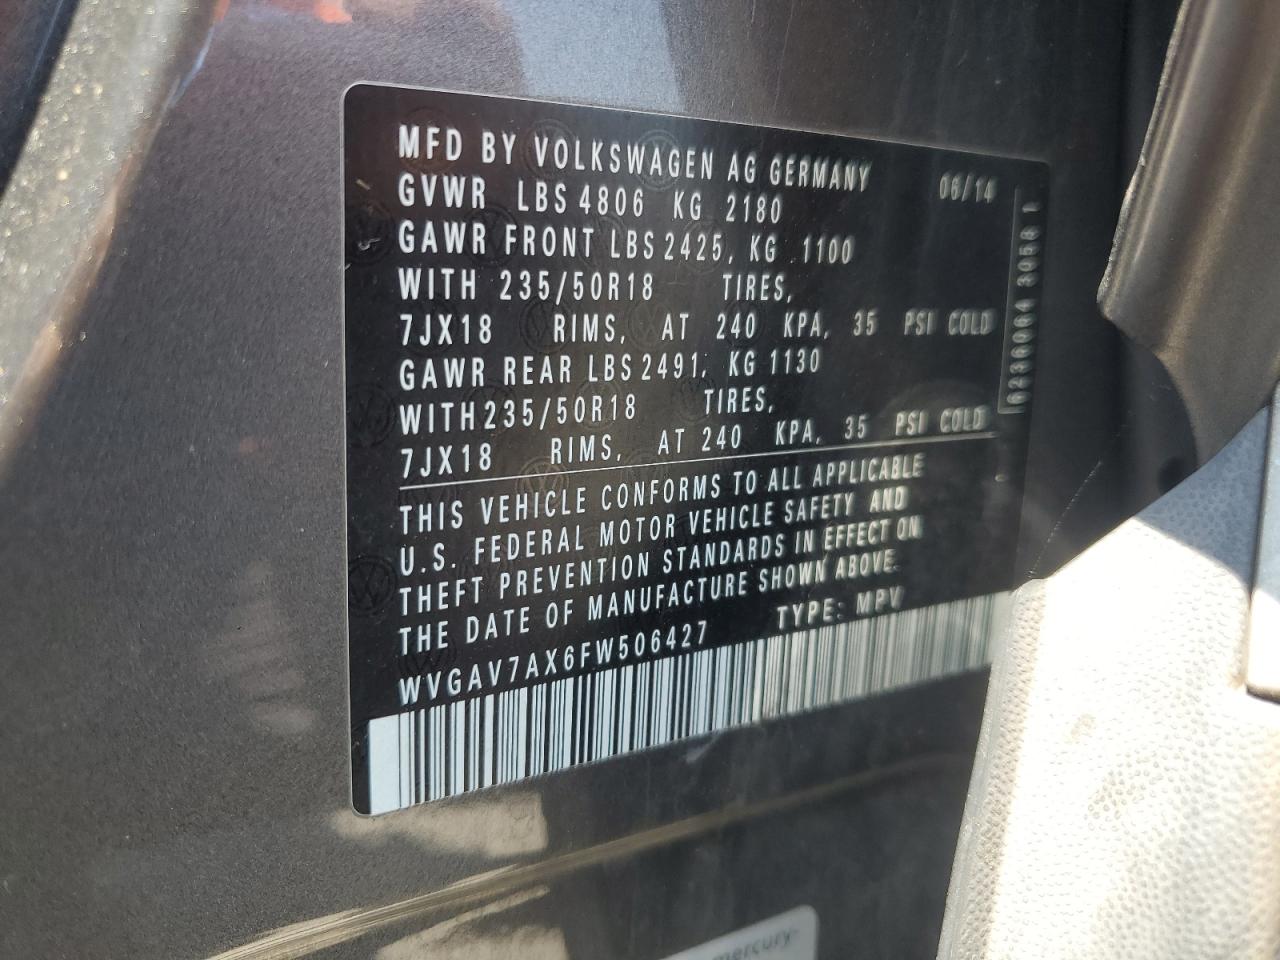 MFD BY VOLKSWAGEN AG GERMANY 06/14
GVWR LBS 4806 KG 2180
GAWR FRONT LBS 2425, KG 1100
WITH 235/50R18 TIRES,
7JX18 RIMS, AT 240 KPA, 35 PSI COLD
GAWR REAR LBS 2491, KG 1130
WITH 235/50R18 TIRES,
7JX18 RIMS, AT 240 KPA, 35 PSI COLD
THIS VEHICLE CONFORMS TO ALL APPLICABLE
U.S. FEDERAL MOTOR VEHICLE SAFETY AND
THEFT PREVENTION STANDARDS IN EFFECT ON
THE DATE OF MANUFACTURE SHOWN ABOVE.
WVGAV7AX6FW506427 TYPE: MPV
mercury-